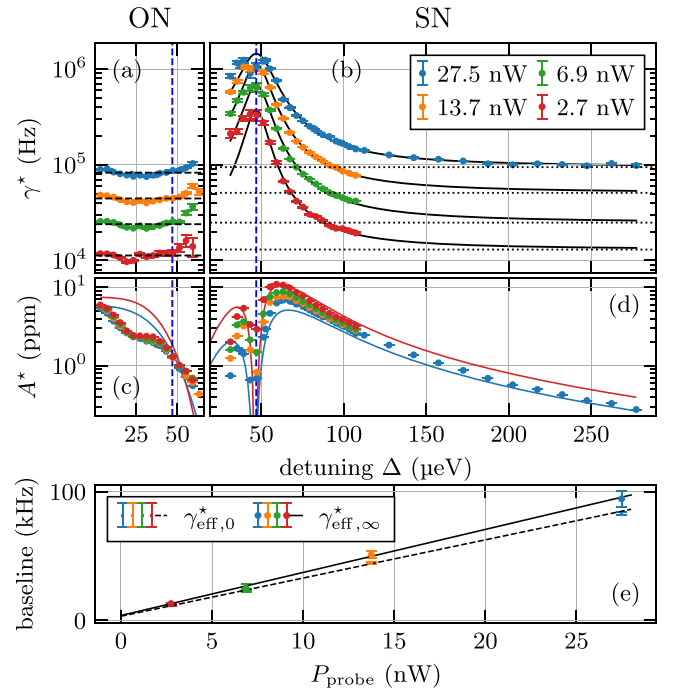 ON SN
(a) (b)
27.5 nW 6.9 nW
13.7 nW 2.7 nW
γ* (Hz)
10⁶
10⁵
10⁴
A* (ppm)
10¹
10⁰
(c) (d)
25 50 50 100 150 200 250
detuning Δ (μeV)
baseline (kHz)
100
0
γ*eff,0 γ*eff,∞
(e)
0 5 10 15 20 25
Pprobe (nW)